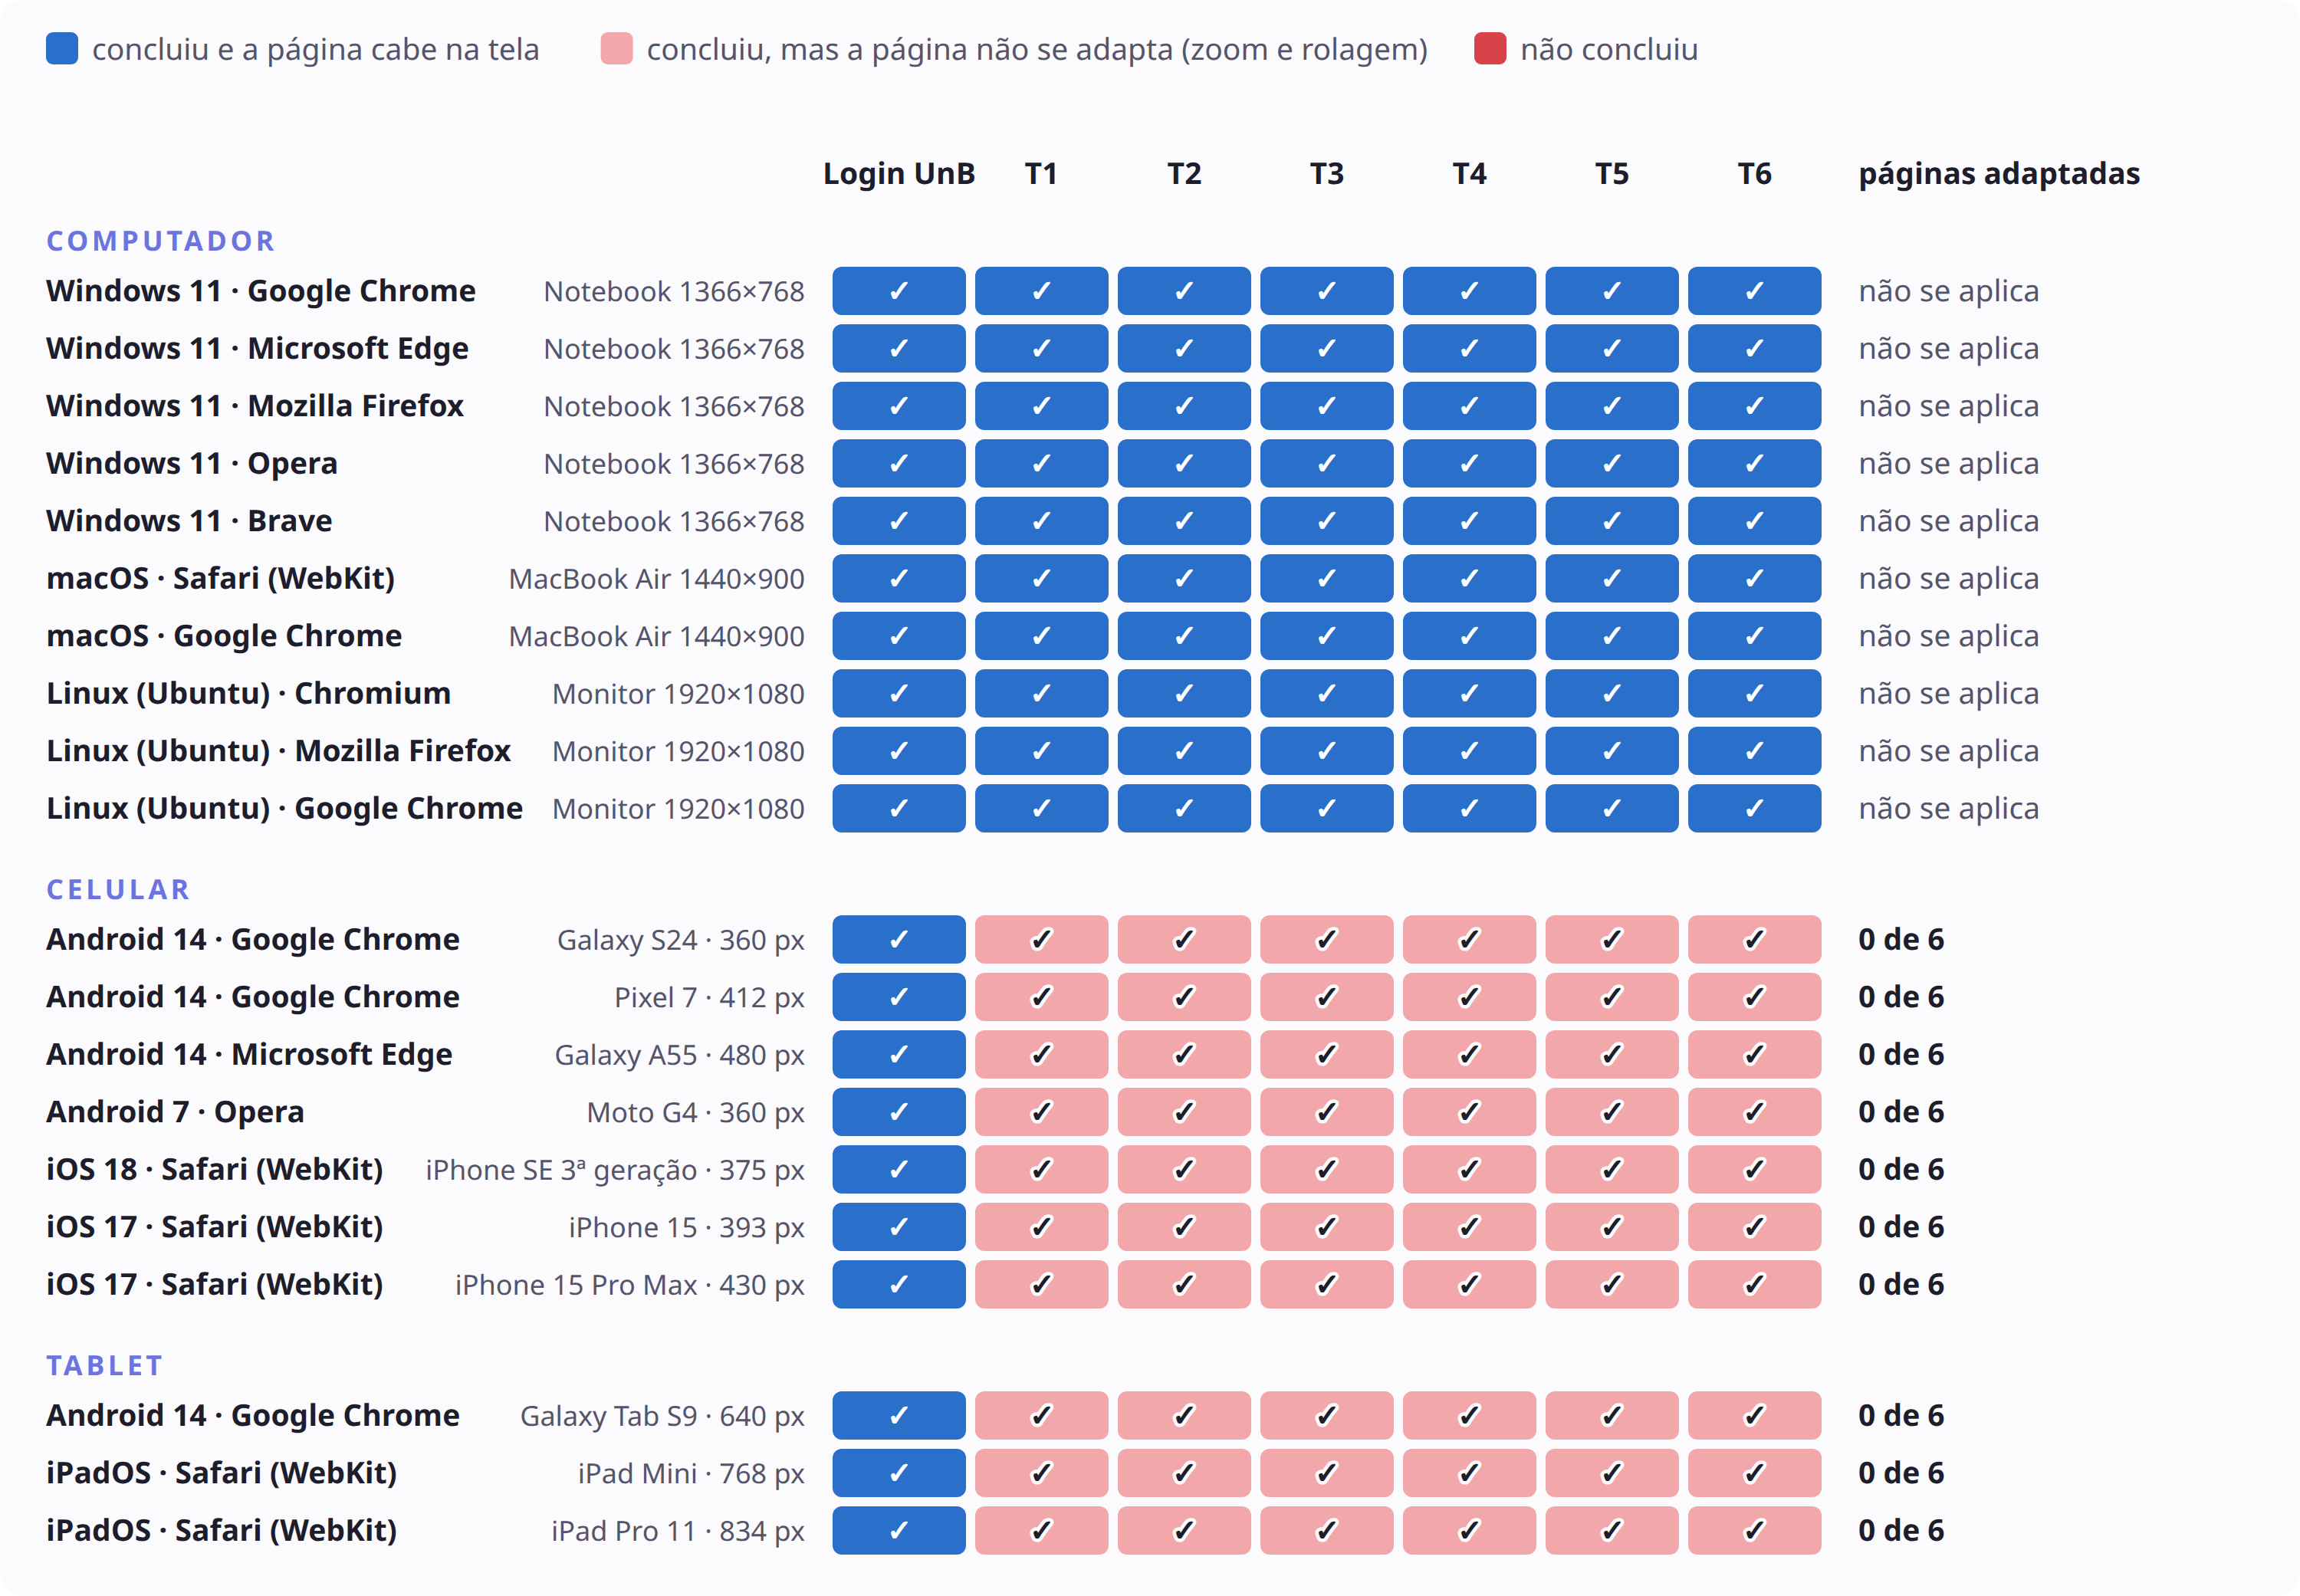 concluiu e a página cabe na tela concluiu, mas a página não se adapta (zoom e rolagem) não concluiu
Login UnB T1 T2 T3 T4 T5 T6 páginas adaptadas
COMPUTADOR
Windows 11 · Google Chrome Notebook 1366×768 ✓ ✓ ✓ ✓ ✓ ✓ ✓ não se aplica
Windows 11 · Microsoft Edge Notebook 1366×768 ✓ ✓ ✓ ✓ ✓ ✓ ✓ não se aplica
Windows 11 · Mozilla Firefox Notebook 1366×768 ✓ ✓ ✓ ✓ ✓ ✓ ✓ não se aplica
Windows 11 · Opera Notebook 1366×768 ✓ ✓ ✓ ✓ ✓ ✓ ✓ não se aplica
Windows 11 · Brave Notebook 1366×768 ✓ ✓ ✓ ✓ ✓ ✓ ✓ não se aplica
macOS · Safari (WebKit) MacBook Air 1440×900 ✓ ✓ ✓ ✓ ✓ ✓ ✓ não se aplica
macOS · Google Chrome MacBook Air 1440×900 ✓ ✓ ✓ ✓ ✓ ✓ ✓ não se aplica
Linux (Ubuntu) · Chromium Monitor 1920×1080 ✓ ✓ ✓ ✓ ✓ ✓ ✓ não se aplica
Linux (Ubuntu) · Mozilla Firefox Monitor 1920×1080 ✓ ✓ ✓ ✓ ✓ ✓ ✓ não se aplica
Linux (Ubuntu) · Google Chrome Monitor 1920×1080 ✓ ✓ ✓ ✓ ✓ ✓ ✓ não se aplica
CELULAR
Android 14 · Google Chrome Galaxy S24 · 360 px ✓ ✓ ✓ ✓ ✓ ✓ ✓ 0 de 6
Android 14 · Google Chrome Pixel 7 · 412 px ✓ ✓ ✓ ✓ ✓ ✓ ✓ 0 de 6
Android 14 · Microsoft Edge Galaxy A55 · 480 px ✓ ✓ ✓ ✓ ✓ ✓ ✓ 0 de 6
Android 7 · Opera Moto G4 · 360 px ✓ ✓ ✓ ✓ ✓ ✓ ✓ 0 de 6
iOS 18 · Safari (WebKit) iPhone SE 3ª geração · 375 px ✓ ✓ ✓ ✓ ✓ ✓ ✓ 0 de 6
iOS 17 · Safari (WebKit) iPhone 15 · 393 px ✓ ✓ ✓ ✓ ✓ ✓ ✓ 0 de 6
iOS 17 · Safari (WebKit) iPhone 15 Pro Max · 430 px ✓ ✓ ✓ ✓ ✓ ✓ ✓ 0 de 6
TABLET
Android 14 · Google Chrome Galaxy Tab S9 · 640 px ✓ ✓ ✓ ✓ ✓ ✓ ✓ 0 de 6
iPadOS · Safari (WebKit) iPad Mini · 768 px ✓ ✓ ✓ ✓ ✓ ✓ ✓ 0 de 6
iPadOS · Safari (WebKit) iPad Pro 11 · 834 px ✓ ✓ ✓ ✓ ✓ ✓ ✓ 0 de 6